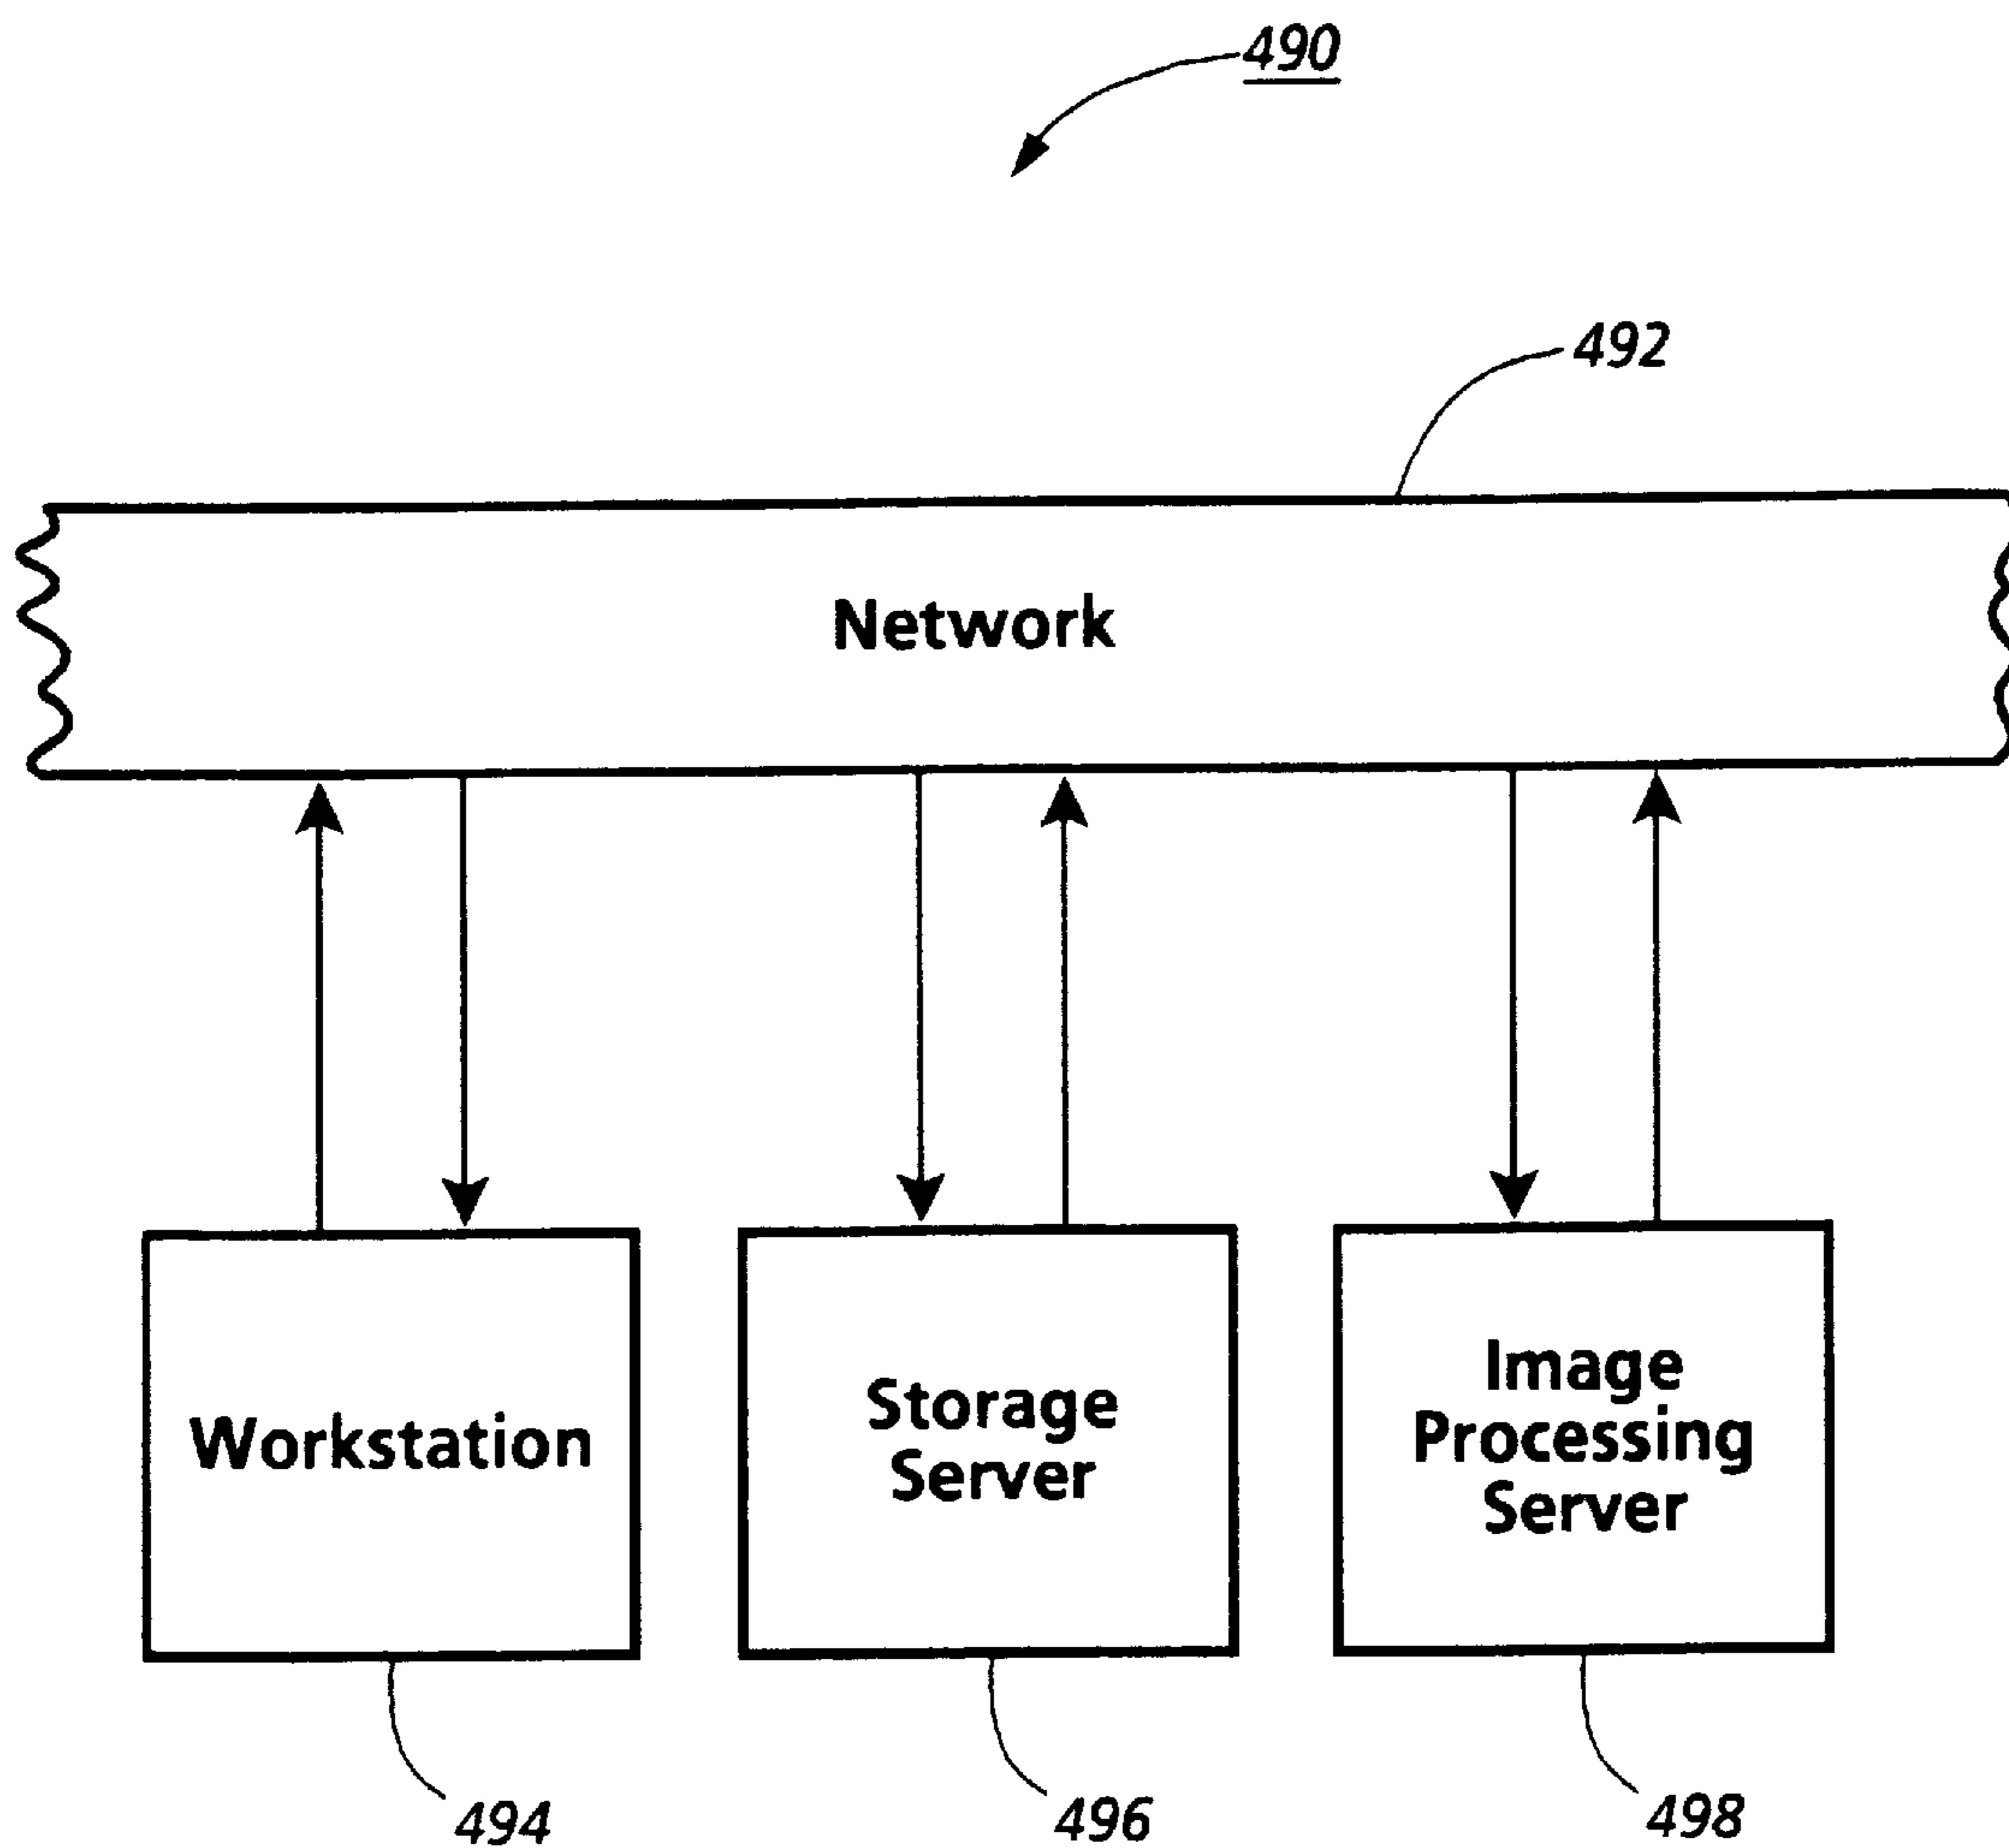 490
492
Network
Workstation
Storage
Server
Image
Processing
Server
494
496
498